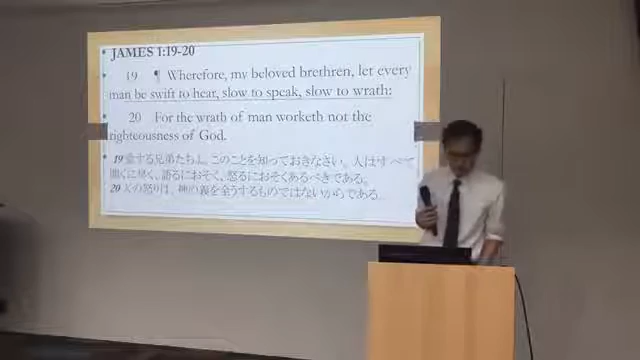 • JAMES 1:19-20
• 19 ¶ Wherefore, my beloved brethren, let every
man be swift to hear, slow to speak, slow to wrath:
• 20 For the wrath of man worketh not the
righteousness of God.
• 19 愛する兄弟たちよ。このことを知っておきなさい。人はすべて
聞くに早く、語るにおそく、怒るにおそくあるべきである。
20 人の怒りは、神の義を全うするものではないからである。